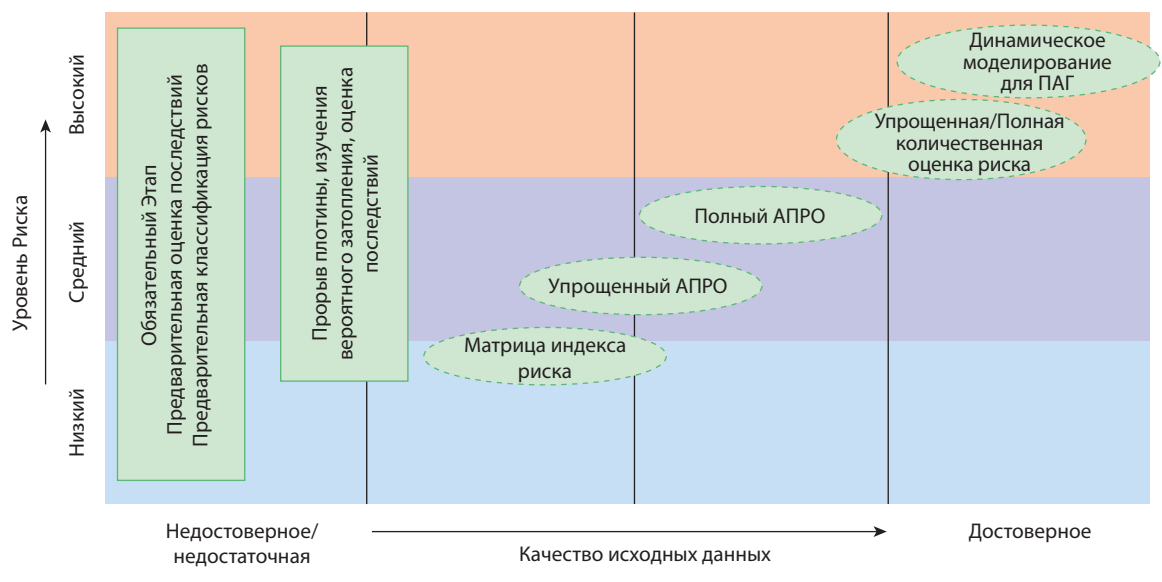 Уровень Риска
Высокий
Средний
Низкий
Обязательный Этап
Предварительная оценка последствий
Предварительная классификация рисков
Прорыв плотины, изучения
вероятного затопления, оценка
последствий
Динамическое
моделирование
для ПАГ
Упрощенная/Полная
количественная
оценка риска
Полный АПРО
Упрощенный АПРО
Матрица индекса
риска
Недостоверное/
недостаточная
Качество исходных данных
Достоверное